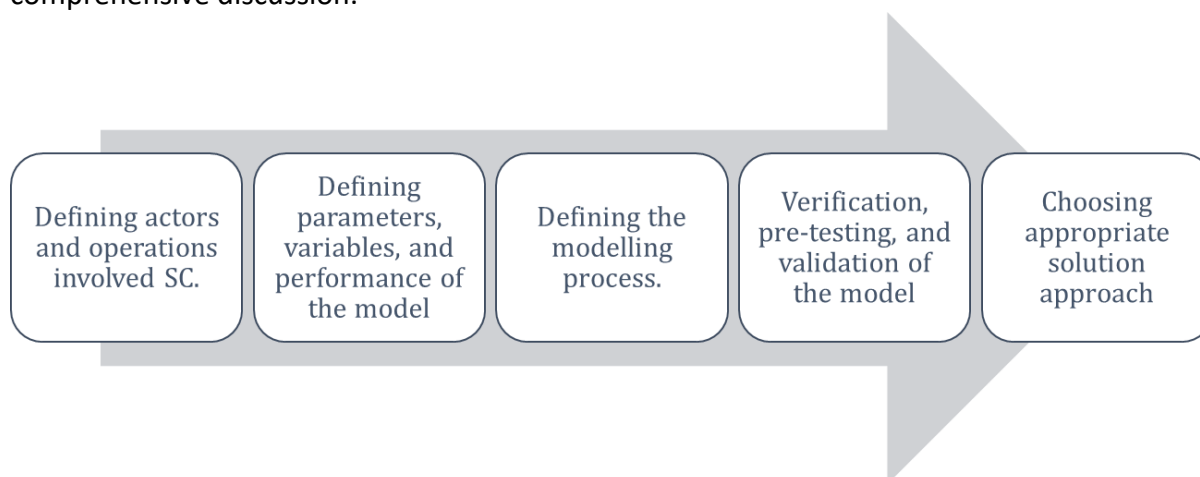 comprehensive discussion.
Defining actors
and operations
involved SC.
Defining
parameters,
variables, and
performance of
the model
Defining the
modelling
process.
Verification,
pre-testing, and
validation of
the model
Choosing
appropriate
solution
approach